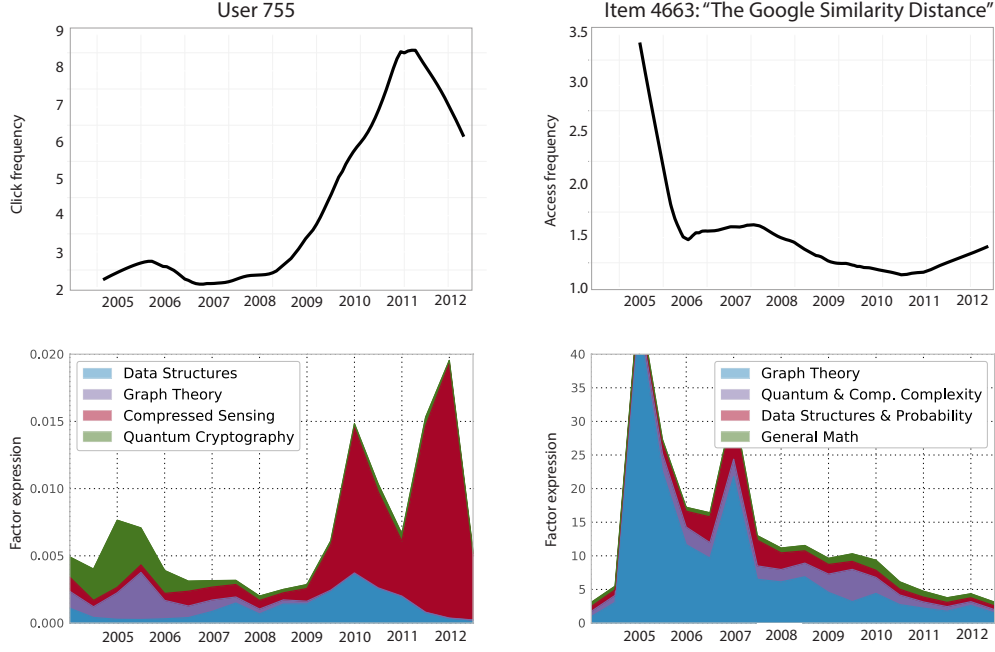 User 755
Click frequency
9
8
7
6
5
4
3
2
2005 2006 2007 2008 2009 2010 2011 2012
Item 4663: “The Google Similarity Distance”
Access frequency
3.5
3.0
2.5
2.0
1.5
1.0
2005 2006 2007 2008 2009 2010 2011 2012
Factor expression
0.020
0.015
0.010
0.005
0.000
Data Structures
Graph Theory
Compressed Sensing
Quantum Cryptography
2005 2006 2007 2008 2009 2010 2011 2012
Factor expression
40
35
30
25
20
15
10
5
0
Graph Theory
Quantum & Comp. Complexity
Data Structures & Probability
General Math
2005 2006 2007 2008 2009 2010 2011 2012